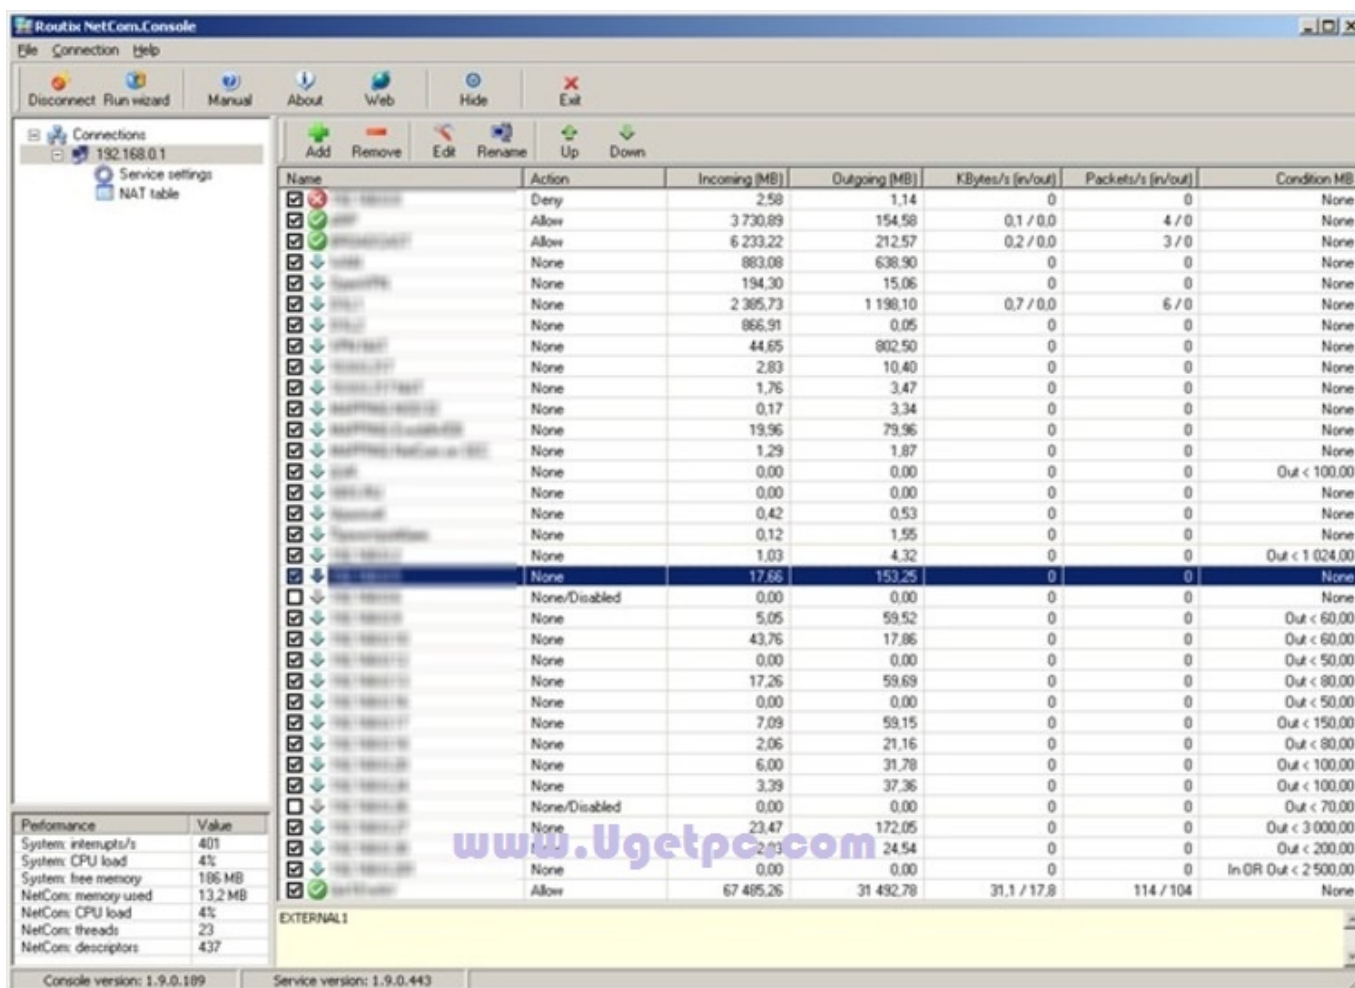 Routix NetCom.Console
File Connection Help
Disconnect Run wizard Manual About Web Hide Exit
Connections
192.168.0.1
Service settings
NAT table
Add Remove Edit Rename Up Down
Name Action Incoming (MB) Outgoing (MB) KBytes/s (in/out) Packets/s (in/out) Condition MB
Deny 2,58 1,14 0 0 None
Allow 3 730,89 154,58 0,1 / 0,0 4 / 0 None
Allow 6 233,22 212,57 0,2 / 0,0 3 / 0 None
None 883,08 638,90 0 0 None
None 194,30 15,06 0 0 None
None 2 385,73 1 198,10 0,7 / 0,0 6 / 0 None
None 866,91 0,05 0 0 None
None 44,65 802,50 0 0 None
None 2,83 10,40 0 0 None
None 1,76 3,47 0 0 None
None 0,17 3,34 0 0 None
None 19,96 79,96 0 0 None
None 1,29 1,87 0 0 None
None 0,00 0,00 0 0 Out < 100,00
None 0,00 0,00 0 0 None
None 0,42 0,53 0 0 None
None 0,12 1,55 0 0 None
None 1,03 4,32 0 0 Out < 1 024,00
None 17,66 153,25 0 0 None
None/Disabled 0,00 0,00 0 0 None
None 5,05 59,52 0 0 Out < 60,00
None 43,76 17,86 0 0 Out < 60,00
None 0,00 0,00 0 0 Out < 50,00
None 17,26 59,69 0 0 Out < 80,00
None 0,00 0,00 0 0 Out < 50,00
None 7,09 59,15 0 0 Out < 150,00
None 2,06 21,16 0 0 Out < 80,00
None 6,00 31,78 0 0 Out < 100,00
None 3,39 37,36 0 0 Out < 100,00
None/Disabled 0,00 0,00 0 0 Out < 70,00
None 23,47 172,05 0 0 Out < 3 000,00
24,54 0 0 Out < 200,00
None 0,00 0,00 0 0 In OR Out < 2 500,00
Allow 67 485,26 31 492,78 31,1 / 17,8 114 / 104 None
www.Ugetpc.com
Performance Value
System: interrupts/s 401
System: CPU load 4%
System: free memory 186 MB
NetCom: memory used 13,2 MB
NetCom: CPU load 4%
NetCom: threads 23
NetCom: descriptors 437
EXTERNAL1
Console version: 1.9.0.189 Service version: 1.9.0.443